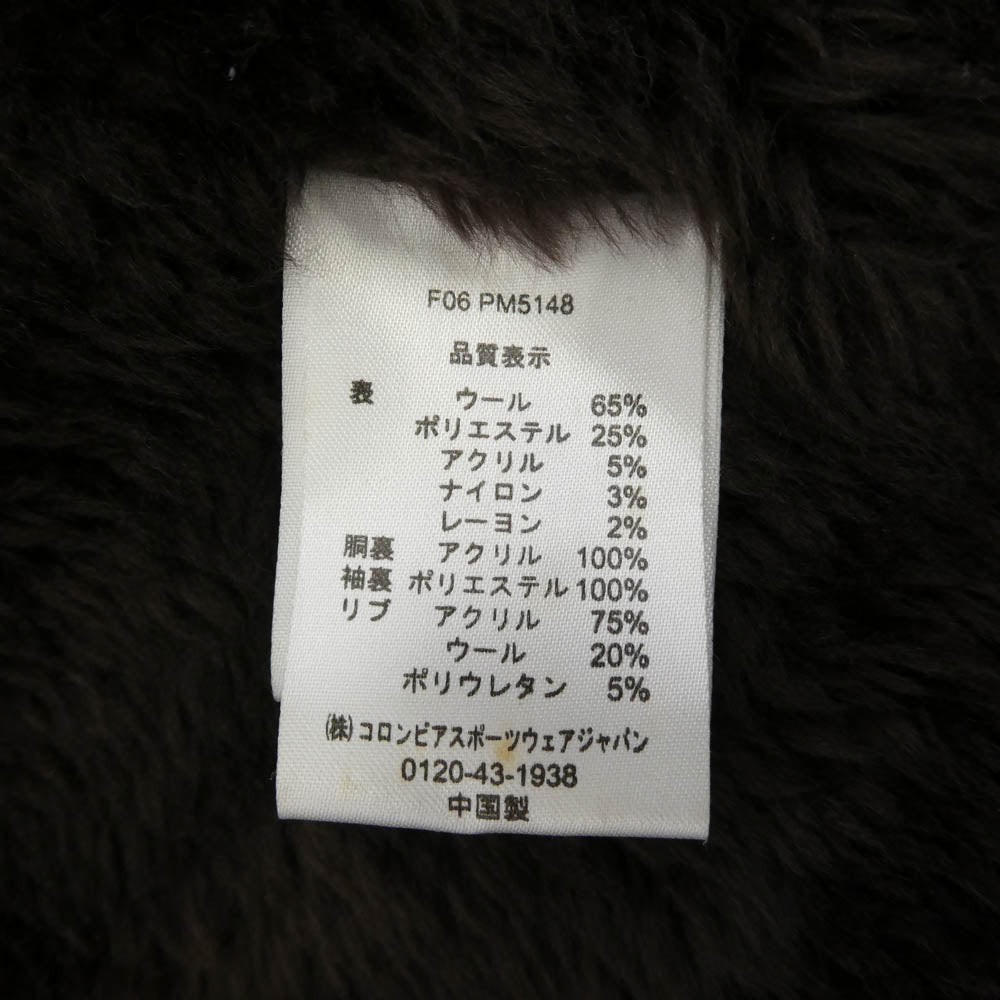 F06 PM5148
品質表示
表 ウール 65%
ポリエステル 25%
アクリル 5%
ナイロン 3%
レーヨン 2%
胴裏 アクリル 100%
袖裏 ポリエステル 100%
リブ アクリル 75%
ウール 20%
ポリウレタン 5%
(株)コロンビアスポーツウェアジャパン
0120-43-1938
中国製